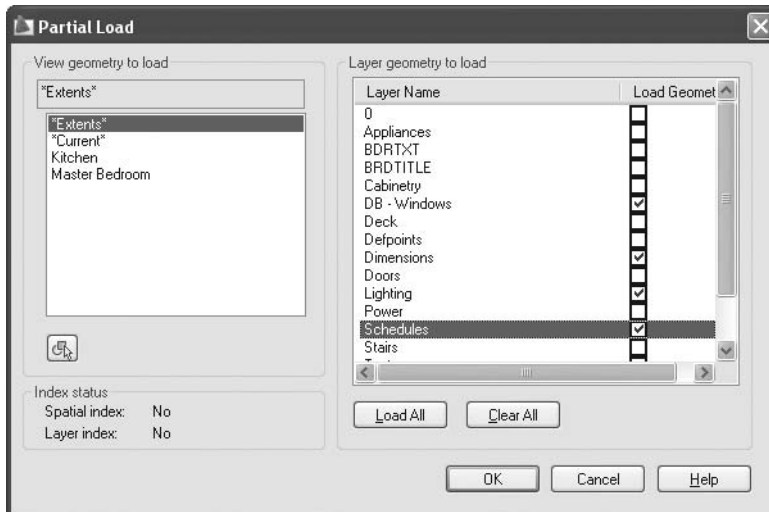 Partial Load
View geometry to load
*Extents*
*Extents*
*Current*
Kitchen
Master Bedroom
Index status
Spatial index: No
Layer index: No
Layer geometry to load
Layer Name Load Geomet
0
Appliances
BDRTXT
BRDTITLE
Cabinetry
DB - Windows
Deck
Defpoints
Dimensions
Doors
Lighting
Power
Schedules
Stairs
Load All Clear All
OK Cancel Help